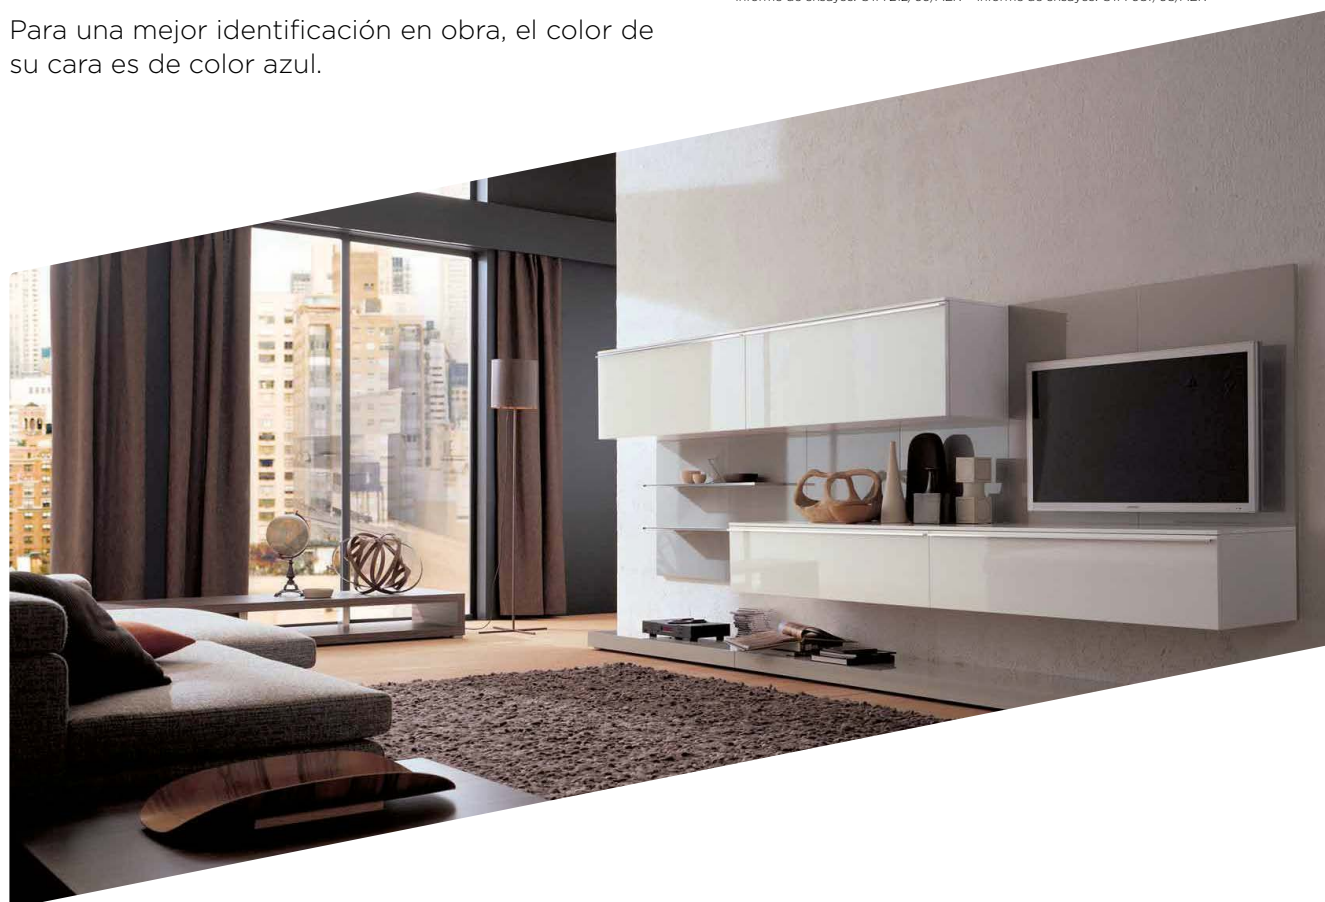 Para una mejor identificación en obra, el color de
su cara es de color azul.